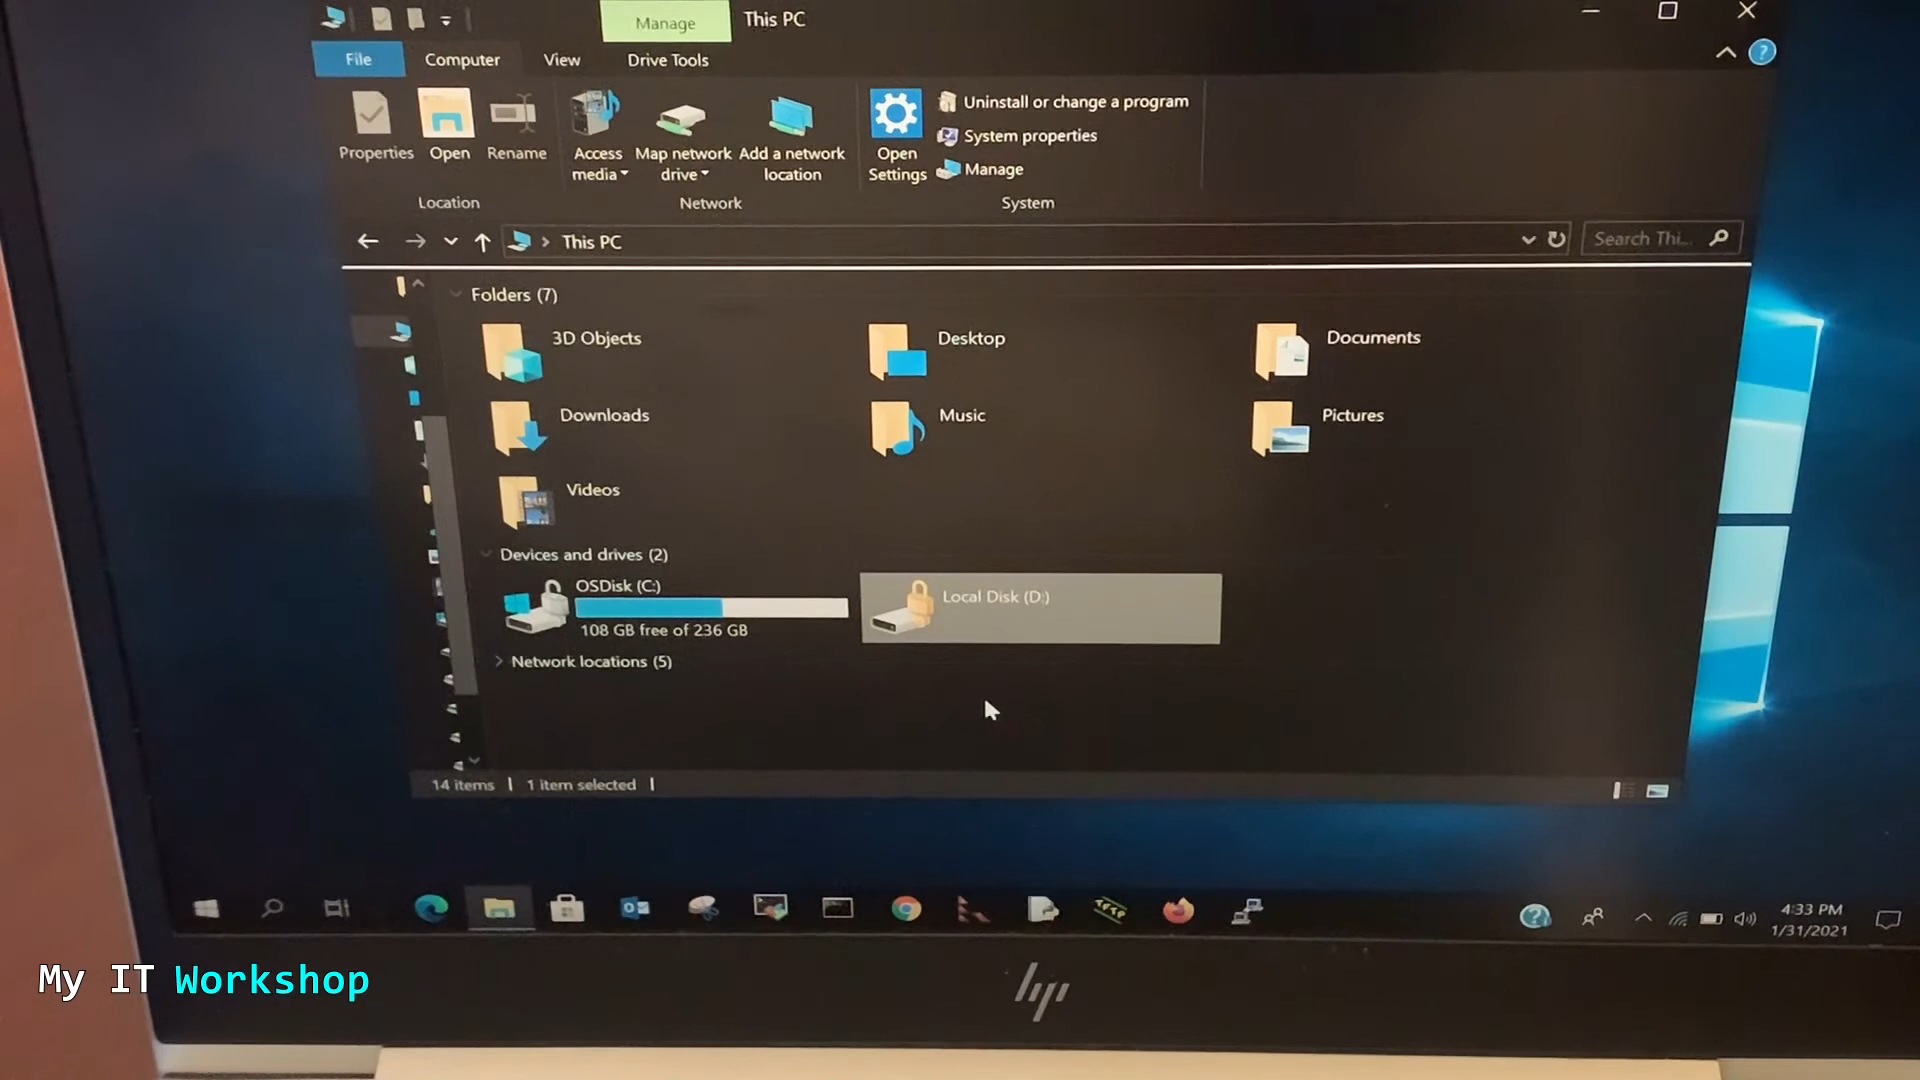 Manage
This PC
File
Computer
View
Drive Tools
Properties
Open
Rename
Access
media
Map network
drive
Add a network
location
Open
Settings
Uninstall or change a program
System properties
Manage
Location
Network
System
This PC
Search Thi...
Folders (7)
3D Objects
Desktop
Documents
Downloads
Music
Pictures
Videos
Devices and drives (2)
OSDisk (C:)
108 GB free of 236 GB
Local Disk (D:)
Network locations (5)
14 items
1 item selected
4:33 PM
1/31/2021
My IT Workshop
hp